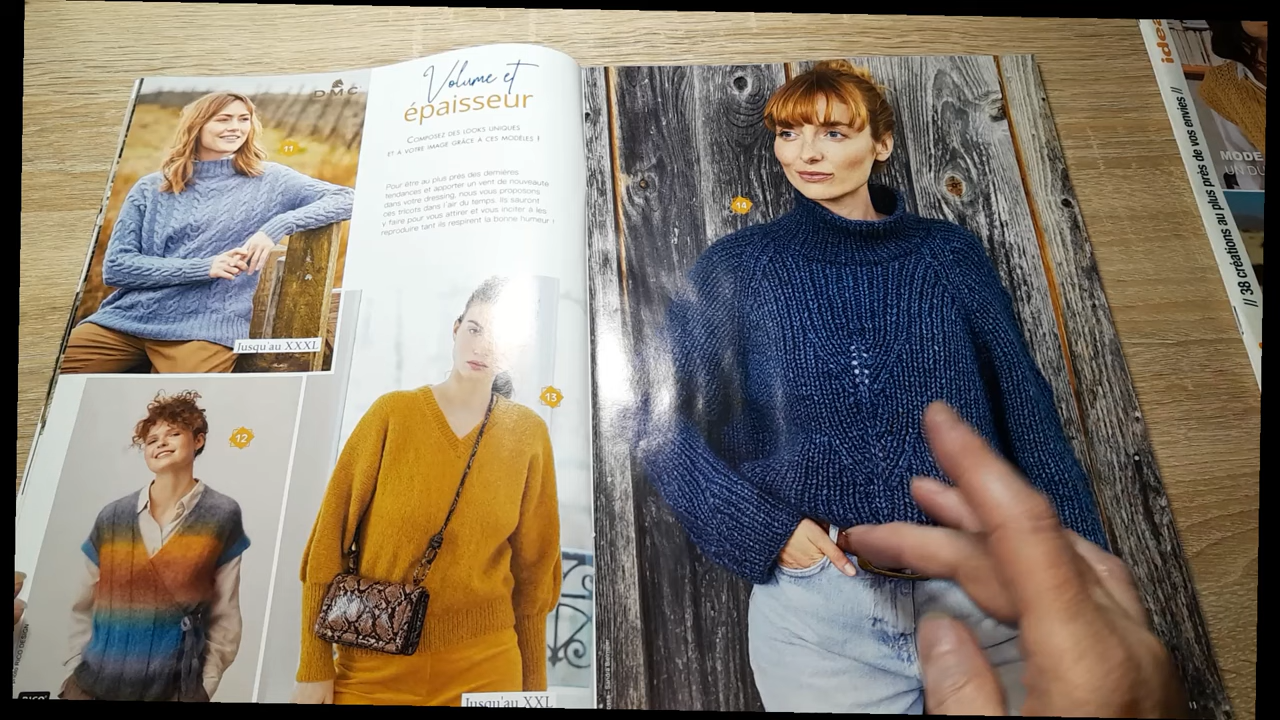 DMC
11
Jusqu'au XXXL
Volume et
épaisseur
COMPOSEZ DES LOOKS UNIQUES
ET À VOTRE IMAGE GRÂCE À CES MODÈLES !
Pour être au plus près des dernières
tendances et apporter un vent de nouveauté
dans votre dressing, nous vous proposons
ces tricots dans l'air du temps. Ils sauront
y faire pour vous attirer et vous inciter à les
reproduire tant ils respirent la bonne humeur !
12
13
Jusqu'au XXL
14
// 38 créations au plus près de vos envies //
MODE